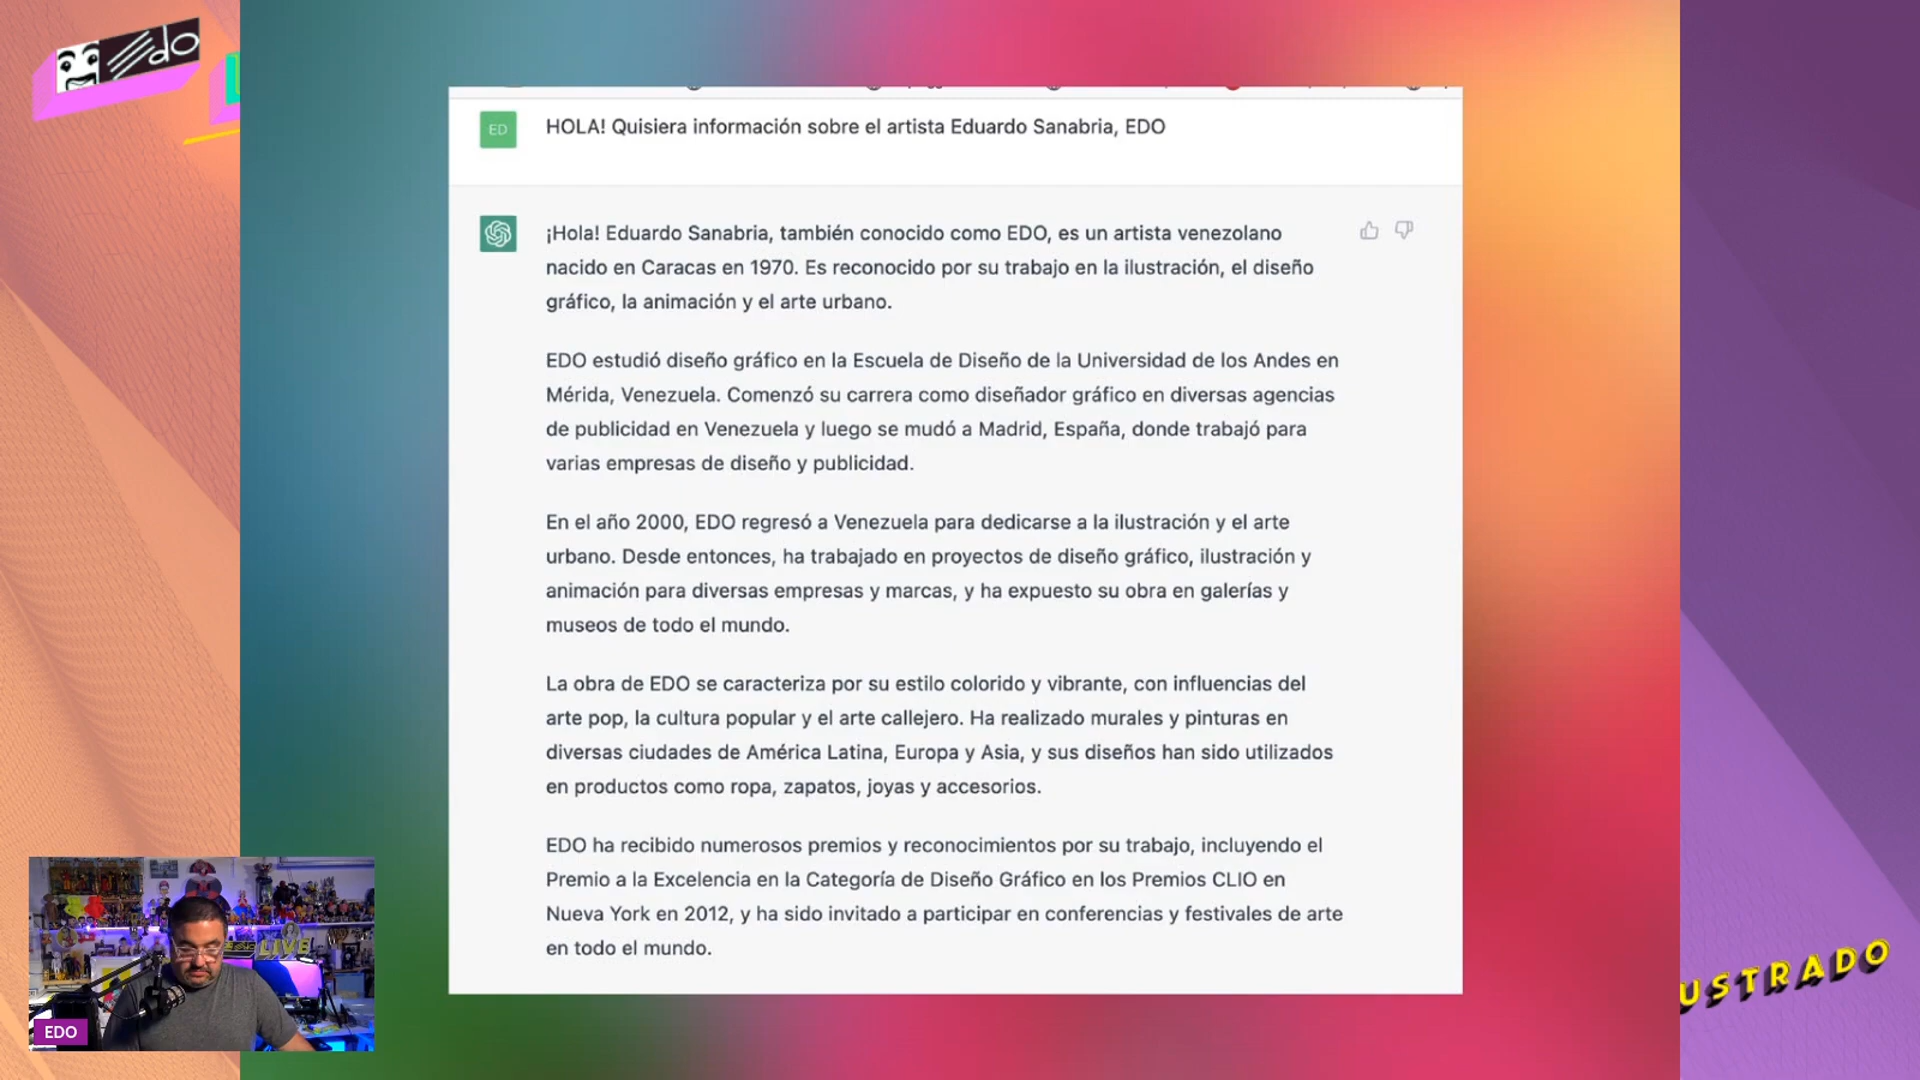 Edo
ED
HOLA! Quisiera información sobre el artista Eduardo Sanabria, EDO
¡Hola! Eduardo Sanabria, también conocido como EDO, es un artista venezolano
nacido en Caracas en 1970. Es reconocido por su trabajo en la ilustración, el diseño
gráfico, la animación y el arte urbano.
EDO estudió diseño gráfico en la Escuela de Diseño de la Universidad de los Andes en
Mérida, Venezuela. Comenzó su carrera como diseñador gráfico en diversas agencias
de publicidad en Venezuela y luego se mudó a Madrid, España, donde trabajó para
varias empresas de diseño y publicidad.
En el año 2000, EDO regresó a Venezuela para dedicarse a la ilustración y el arte
urbano. Desde entonces, ha trabajado en proyectos de diseño gráfico, ilustración y
animación para diversas empresas y marcas, y ha expuesto su obra en galerías y
museos de todo el mundo.
La obra de EDO se caracteriza por su estilo colorido y vibrante, con influencias del
arte pop, la cultura popular y el arte callejero. Ha realizado murales y pinturas en
diversas ciudades de América Latina, Europa y Asia, y sus diseños han sido utilizados
en productos como ropa, zapatos, joyas y accesorios.
EDO ha recibido numerosos premios y reconocimientos por su trabajo, incluyendo el
Premio a la Excelencia en la Categoría de Diseño Gráfico en los Premios CLIO en
Nueva York en 2012, y ha sido invitado a participar en conferencias y festivales de arte
en todo el mundo.
LIVE
EDO
USTRADO